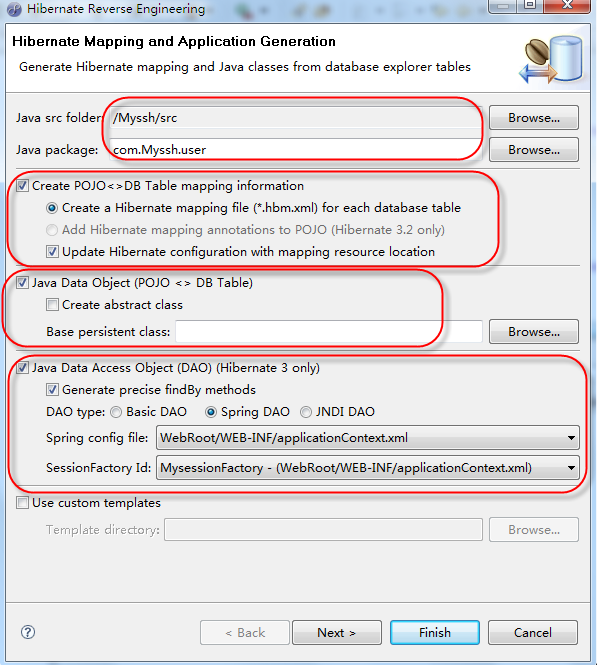 Hibernate Reverse Engineering
Hibernate Mapping and Application Generation
Generate Hibernate mapping and Java classes from database explorer tables
Java src folder: /Myssh/src Browse...
Java package: com.Myssh.user Browse...
Create POJO<>DB Table mapping information
Create a Hibernate mapping file (*.hbm.xml) for each database table
Add Hibernate mapping annotations to POJO (Hibernate 3.2 only)
Update Hibernate configuration with mapping resource location
Java Data Object (POJO <> DB Table)
Create abstract class
Base persistent class: Browse...
Java Data Access Object (DAO) (Hibernate 3 only)
Generate precise findBy methods
DAO type: Basic DAO Spring DAO JNDI DAO
Spring config file: WebRoot/WEB-INF/applicationContext.xml
SessionFactory Id: MysessionFactory - (WebRoot/WEB-INF/applicationContext.xml)
Use custom templates
Template directory: Browse...
? < Back Next > Finish Cancel